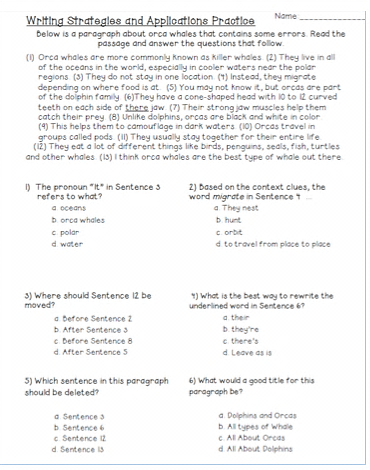 Writing Strategies and Applications Practice
Name
Below is a paragraph about orca whales that contains some errors. Read the
passage and answer the questions that follow.
(1) Orca whales are more commonly known as killer whales. (2) They live in all
of the oceans in the world, especially in cooler waters near the polar
regions. (3) They do not stay in one location. (4) Instead, they migrate
depending on where food is at. (5) You may not know it, but orcas are part
of the dolphin family. (6)They have a cone-shaped head with 10 to 12 curved
teeth on each side of there jaw. (7) Their strong jaw muscles help them
catch their prey. (8) Unlike dolphins, orcas are black and white in color.
(9) This helps them to camouflage in dark waters. (10) Orcas travel in
groups called pods. (11) They usually stay together for their entire life.
(12) They eat a lot of different things like birds, penguins, seals, fish, turtles
and other whales. (13) I think orca whales are the best type of whale out there.
1) The pronoun "it" in Sentence 3
refers to what?
a. oceans
b. orca whales
c. polar
d. water
2) Based on the context clues, the
word migrate in Sentence 4 ...
a. They nest
b. hunt
c. orbit
d. to travel from place to place
3) Where should Sentence 12 be
moved?
a. Before Sentence 2
b. After Sentence 3
c. Before Sentence 8
d. After Sentence 5
4) What is the best way to rewrite the
underlined word in Sentence 6?
a. their
b. they're
c. there's
d. Leave as is
5) Which sentence in this paragraph
should be deleted?
a. Sentence 3
b. Sentence 6
c. Sentence 12
d. Sentence 13
6) What would a good title for this
paragraph be?
a. Dolphins and Orcas
b. All types of Whale
c. All About Orcas
d. All About Dolphins